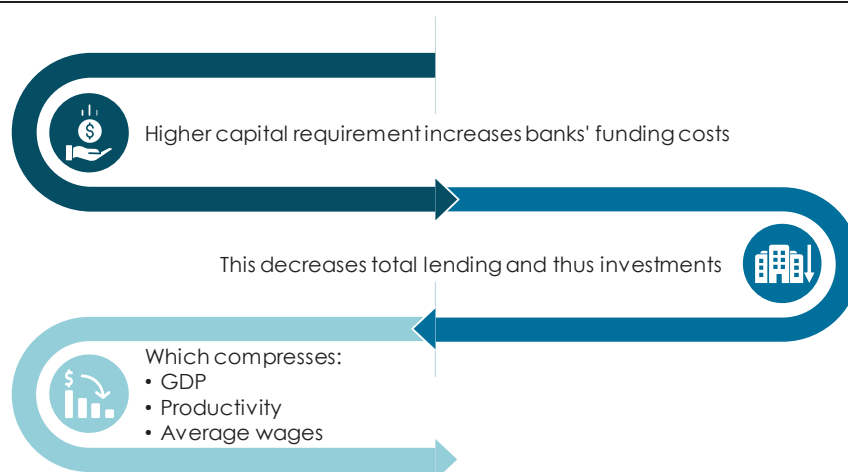 Higher capital requirement increases banks' funding costs
This decreases total lending and thus investments
Which compresses:
• GDP
• Productivity
• Average wages
$
$